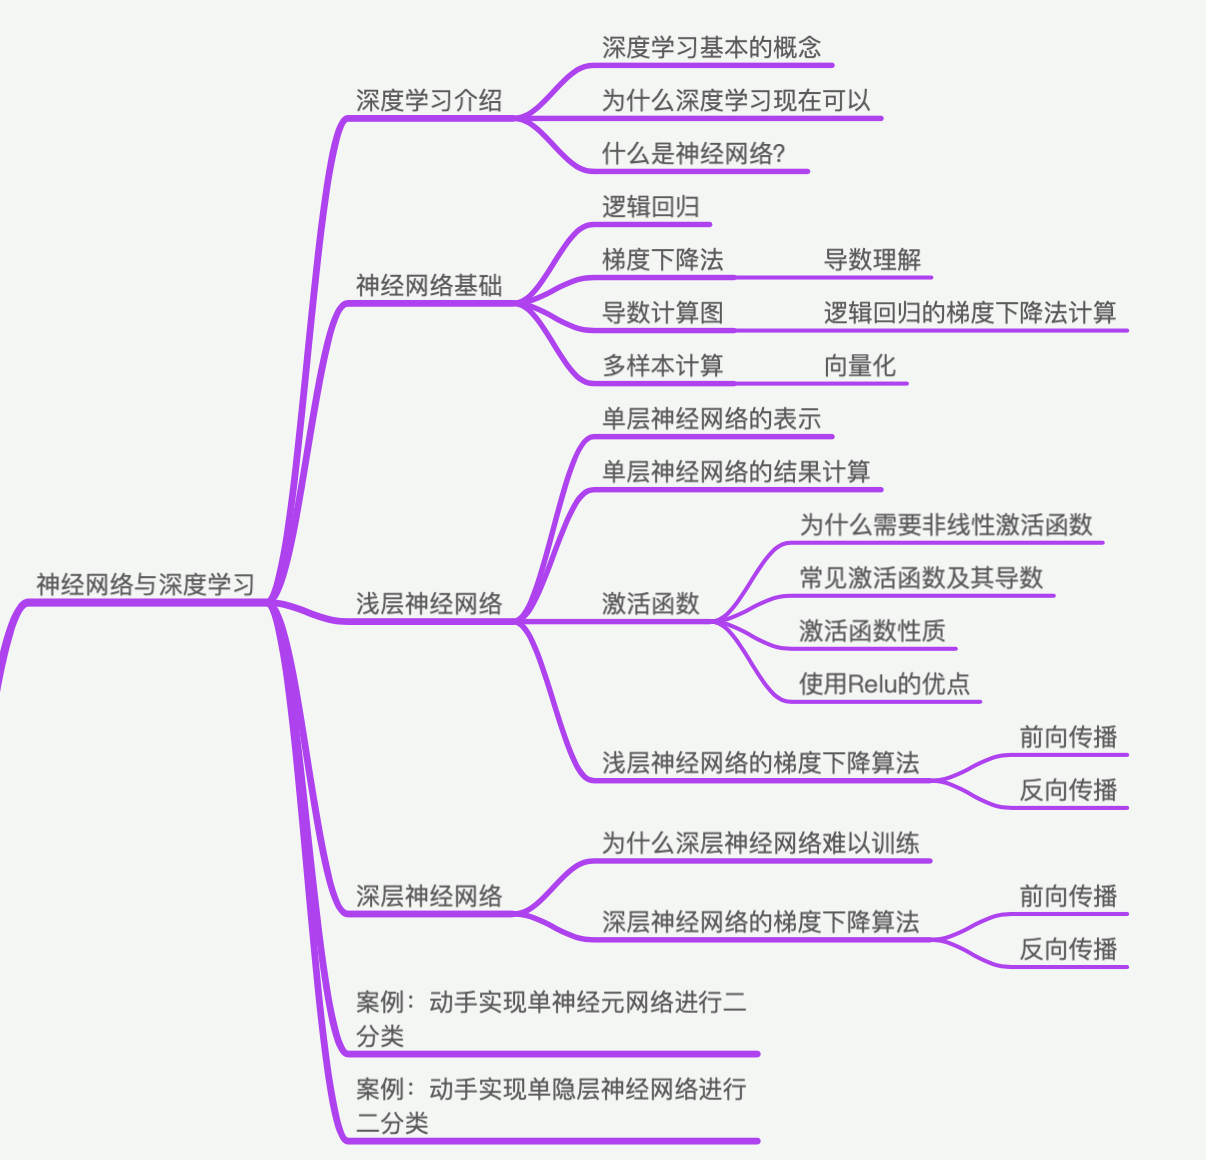 深度学习基本的概念
深度学习介绍
为什么深度学习现在可以
什么是神经网络?
逻辑回归
梯度下降法
导数理解
神经网络基础
导数计算图
逻辑回归的梯度下降法计算
多样本计算
向量化
单层神经网络的表示
单层神经网络的结果计算
为什么需要非线性激活函数
常见激活函数及其导数
神经网络与深度学习
浅层神经网络
激活函数
激活函数性质
使用Relu的优点
前向传播
浅层神经网络的梯度下降算法
反向传播
为什么深层神经网络难以训练
深层神经网络
前向传播
深层神经网络的梯度下降算法
反向传播
案例：动手实现单神经元网络进行二
分类
案例：动手实现单隐层神经网络进行
二分类